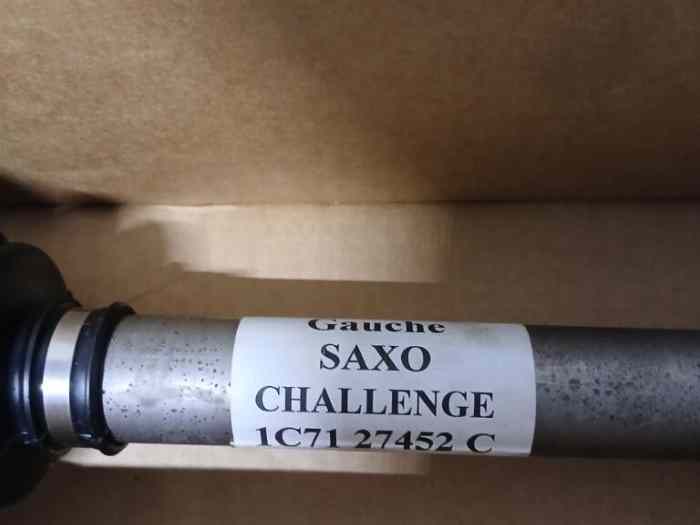 Gauche
SAXO
CHALLENGE
1C71 27452 C